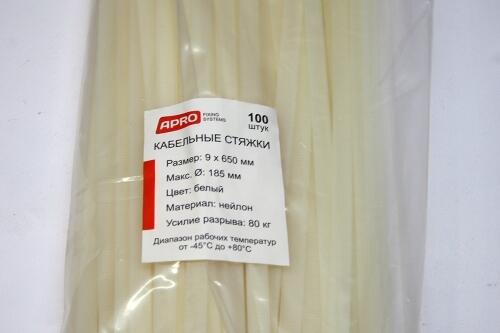 APRO FIXING SYSTEMS 100 штук
КАБЕЛЬНЫЕ СТЯЖКИ
Размер: 9 x 650 мм
Макс. Ø: 185 мм
Цвет: белый
Материал: нейлон
Усилие разрыва: 80 кг
Диапазон рабочих температур
от -45°C до +80°C